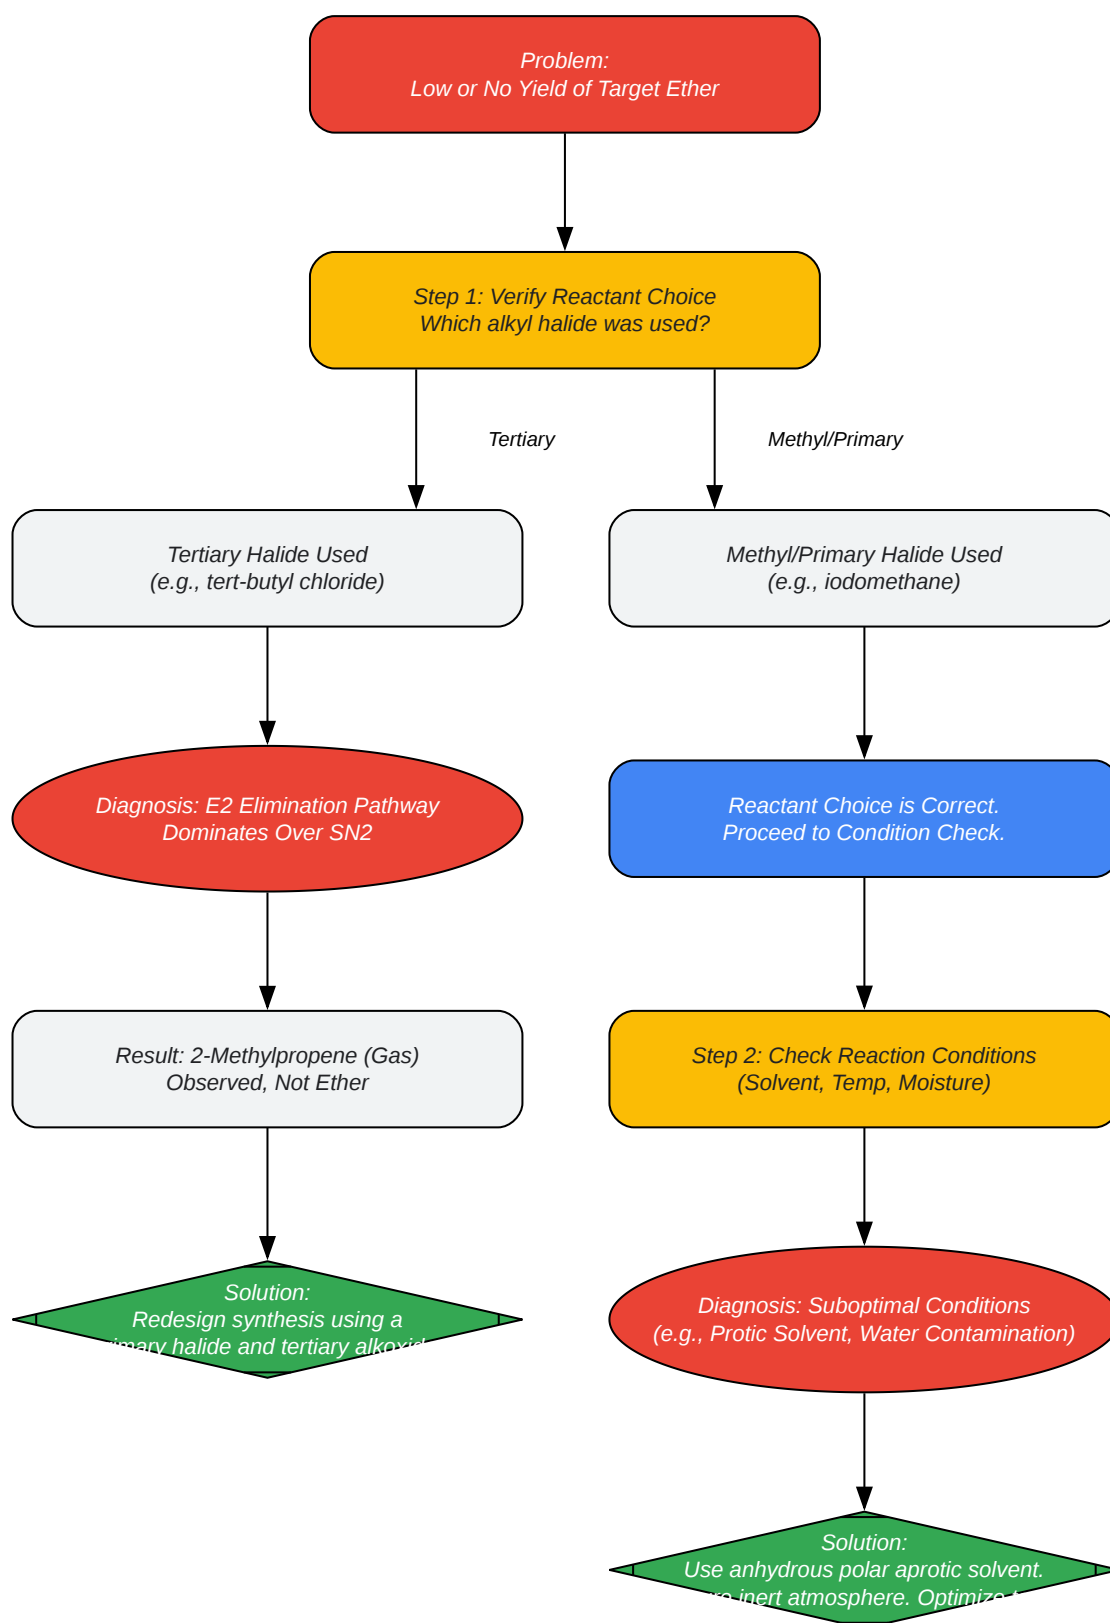 Problem:
Low or No Yield of Target Ether
Step 1: Verify Reactant Choice
Which alkyl halide was used?
Tertiary
Methyl/Primary
Tertiary Halide Used
(e.g., tert-butyl chloride)
Methyl/Primary Halide Used
(e.g., iodomethane)
Diagnosis: E2 Elimination Pathway
Dominates Over SN2
Reactant Choice is Correct.
Proceed to Condition Check.
Result: 2-Methylpropene (Gas)
Observed, Not Ether
Step 2: Check Reaction Conditions
(Solvent, Temp, Moisture)
Solution:
Redesign synthesis using a
halide and tertiary
Diagnosis: Suboptimal Conditions
(e.g., Protic Solvent, Water Contamination)
Solution:
Use anhydrous polar aprotic solvent.
inert atmosphere. Optimize